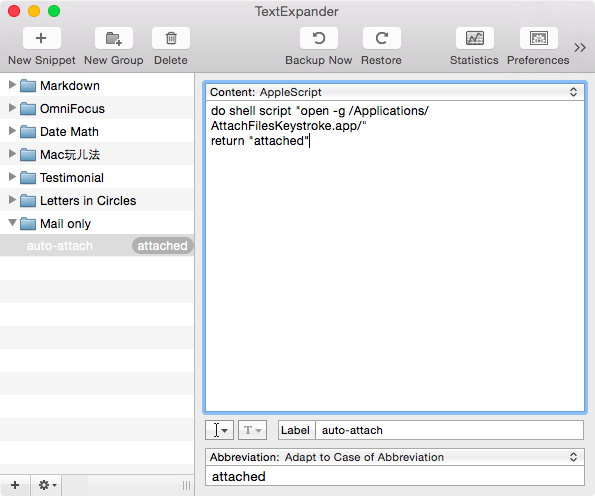 TextExpander
New Snippet New Group Delete Backup Now Restore Statistics Preferences
Markdown
OmniFocus
Date Math
Mac玩儿法
Testimonial
Letters in Circles
Mail only
auto-attach attached
Content: AppleScript
do shell script "open -g /Applications/
AttachFilesKeystroke.app/"
return "attached"
T
Label auto-attach
Abbreviation: Adapt to Case of Abbreviation
attached